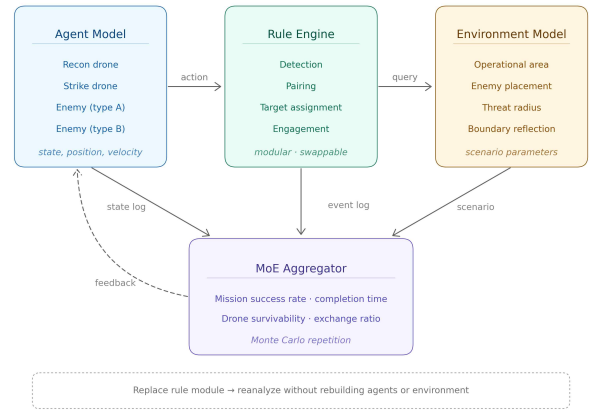 Agent Model
Recon drone
Strike drone
Enemy (type A)
Enemy (type B)
state, position, velocity
action
Rule Engine
Detection
Pairing
Target assignment
Engagement
modular · swappable
query
Environment Model
Operational area
Enemy placement
Threat radius
Boundary reflection
scenario parameters
state log
event log
scenario
feedback
MoE Aggregator
Mission success rate · completion time
Drone survivability · exchange ratio
Monte Carlo repetition
Replace rule module → reanalyze without rebuilding agents or environment